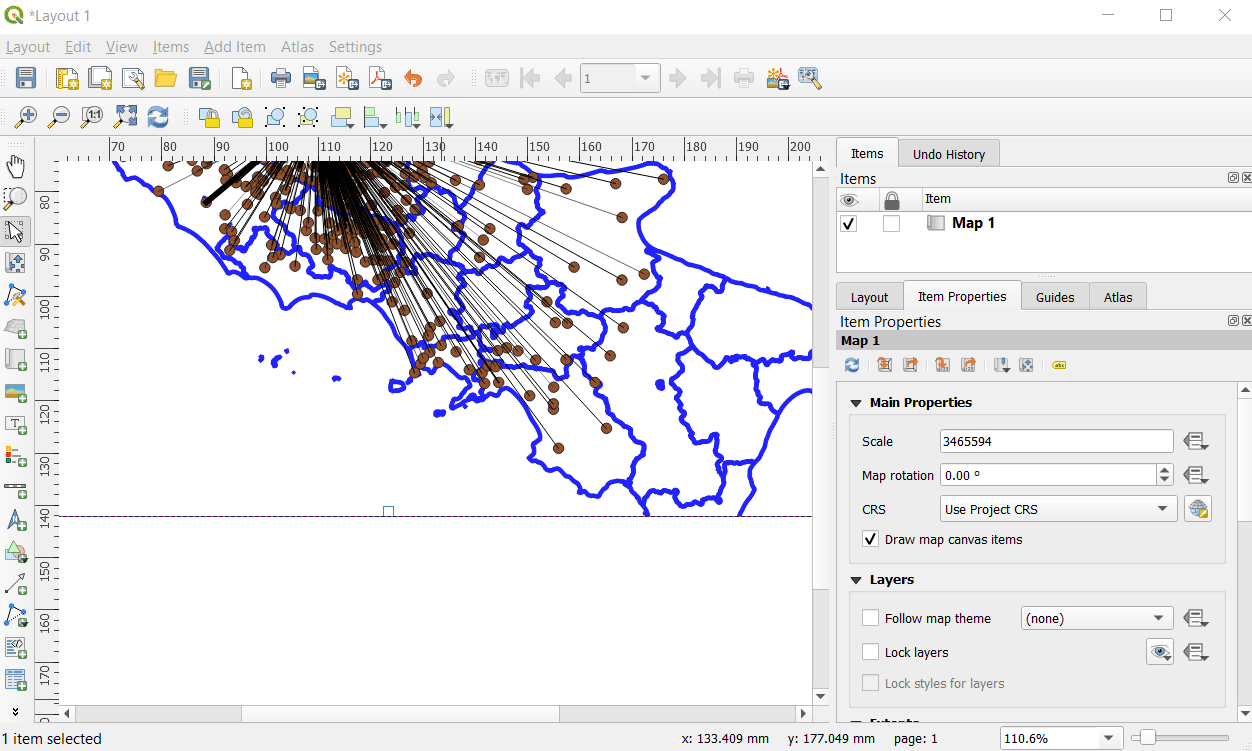 *Layout 1
Layout Edit View Items Add Item Atlas Settings
1
1:1
70 80 90 100 110 120 130 140 150 160 170 180 190 200
80
90
100
110
120
130
140
150
160
170
Items Undo History
Items
Item
Map 1
Layout Item Properties Guides Atlas
Item Properties
Map 1
abc
Main Properties
Scale 3465594
Map rotation 0.00 °
CRS Use Project CRS
Draw map canvas items
Layers
Follow map theme (none)
Lock layers
Lock styles for layers
Extents
1 item selected x: 133.409 mm y: 177.049 mm page: 1 110.6%